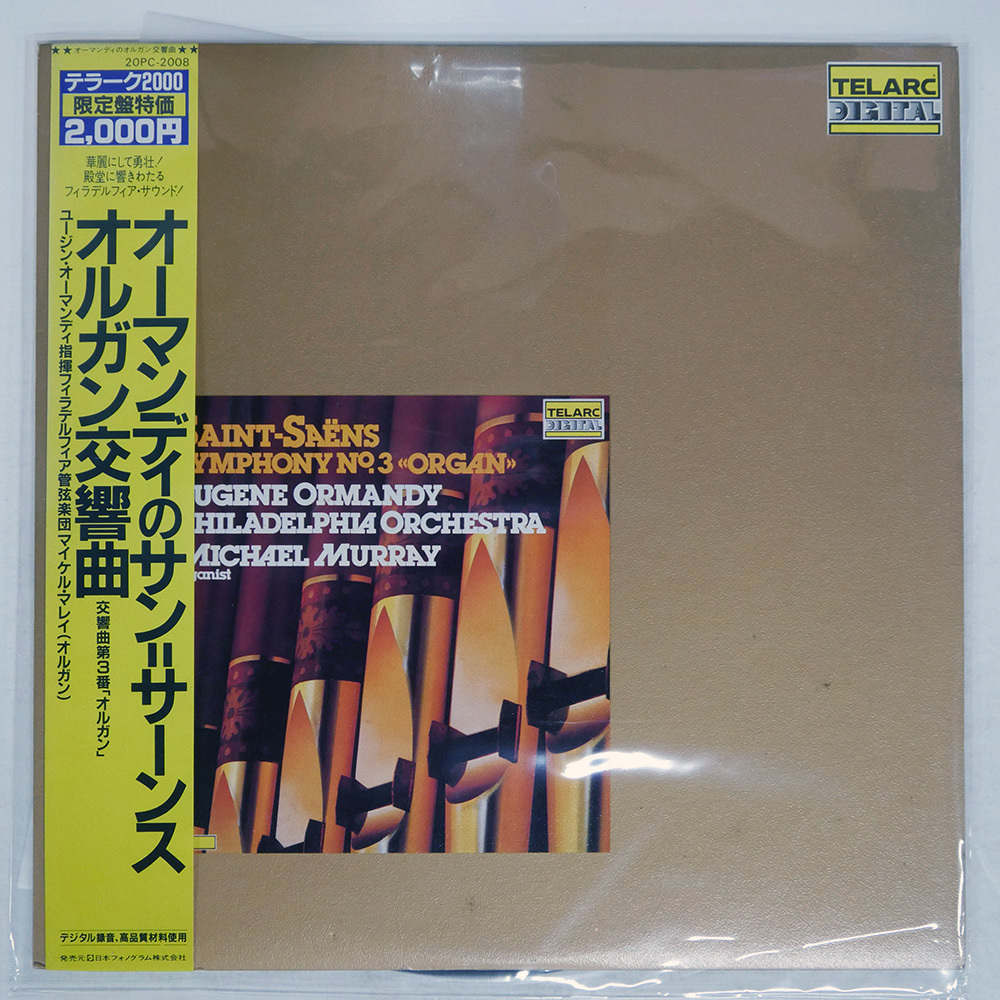 ★★オーマンディのオルガン交響曲★★
20PC-2008
テラーク2000
限定盤特価
2,000円
華麗にして勇壮!
殿堂に響きわたる
フィラデルフィア・サウンド!
オーマンディのサン=サーンス
オルガン交響曲
交響曲第3番「オルガン」
ユージン・オーマンディ指揮フィラデルフィア管弦楽団 マイケル・マレイ(オルガン)
デジタル録音、高品質材料使用
発売元 日本フォノグラム株式会社
TELARC
DIGITAL
TELARC
DIGITAL
SAINT-SAËNS
SYMPHONY Nº.3 «ORGAN»
EUGENE ORMANDY
PHILADELPHIA ORCHESTRA
MICHAEL MURRAY
ganist